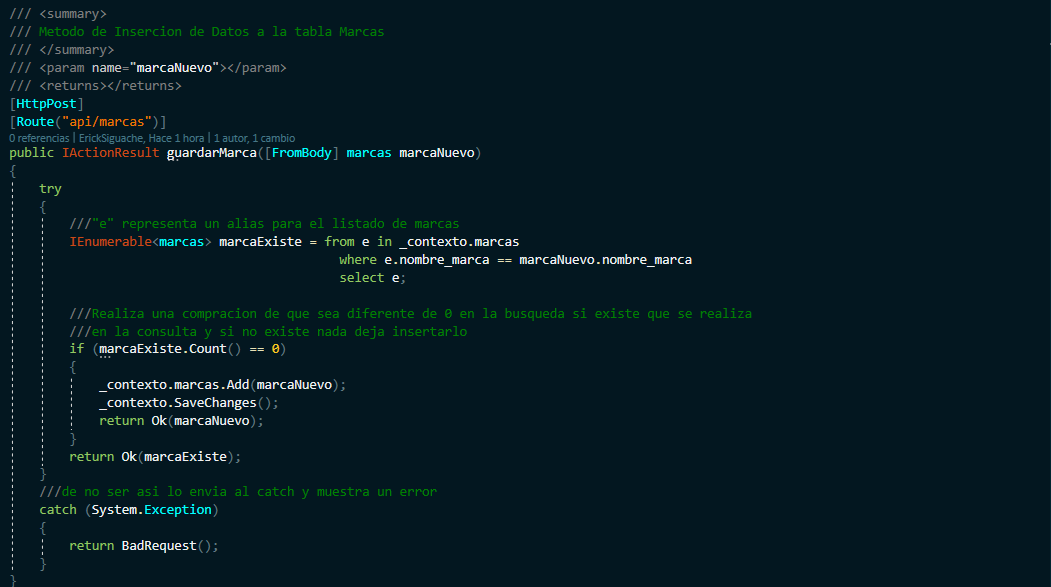 /// <summary>
/// Metodo de Insercion de Datos a la tabla Marcas
/// </summary>
/// <param name="marcaNuevo"></param>
/// <returns></returns>
[HttpPost]
[Route("api/marcas")]
0 referencias | ErickSiguache, Hace 1 hora | 1 autor, 1 cambio
public IActionResult guardarMarca([FromBody] marcas marcaNuevo)
{
    try
    {
        ///"e" representa un alias para el listado de marcas
        IEnumerable<marcas> marcaExiste = from e in _contexto.marcas
                                          where e.nombre_marca == marcaNuevo.nombre_marca
                                          select e;

        ///Realiza una compracion de que sea diferente de 0 en la busqueda si existe que se realiza
        ///en la consulta y si no existe nada deja insertarlo
        if (marcaExiste.Count() == 0)
        {
            _contexto.marcas.Add(marcaNuevo);
            _contexto.SaveChanges();
            return Ok(marcaNuevo);
        }
        return Ok(marcaExiste);
    }
    ///de no ser asi lo envia al catch y muestra un error
    catch (System.Exception)
    {
        return BadRequest();
    }
}